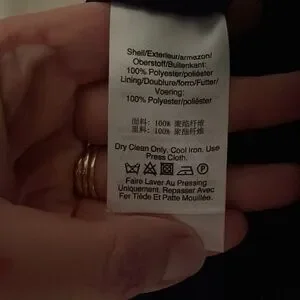 Shell/Exterieur/armazon/
Oberstoff/Buitenkant:
100% Polyester/poliéster
Lining/Doublure/forro/Futter/
Voering:
100% Polyester/poliéster
面料: 100% 聚酯纤维
里料: 100% 聚酯纤维
Dry Clean Only. Cool Iron. Use
Press Cloth.
Faire Laver Au Pressing
Uniquement. Repasser Avec
Fer Tiède Et Patte Mouillée.